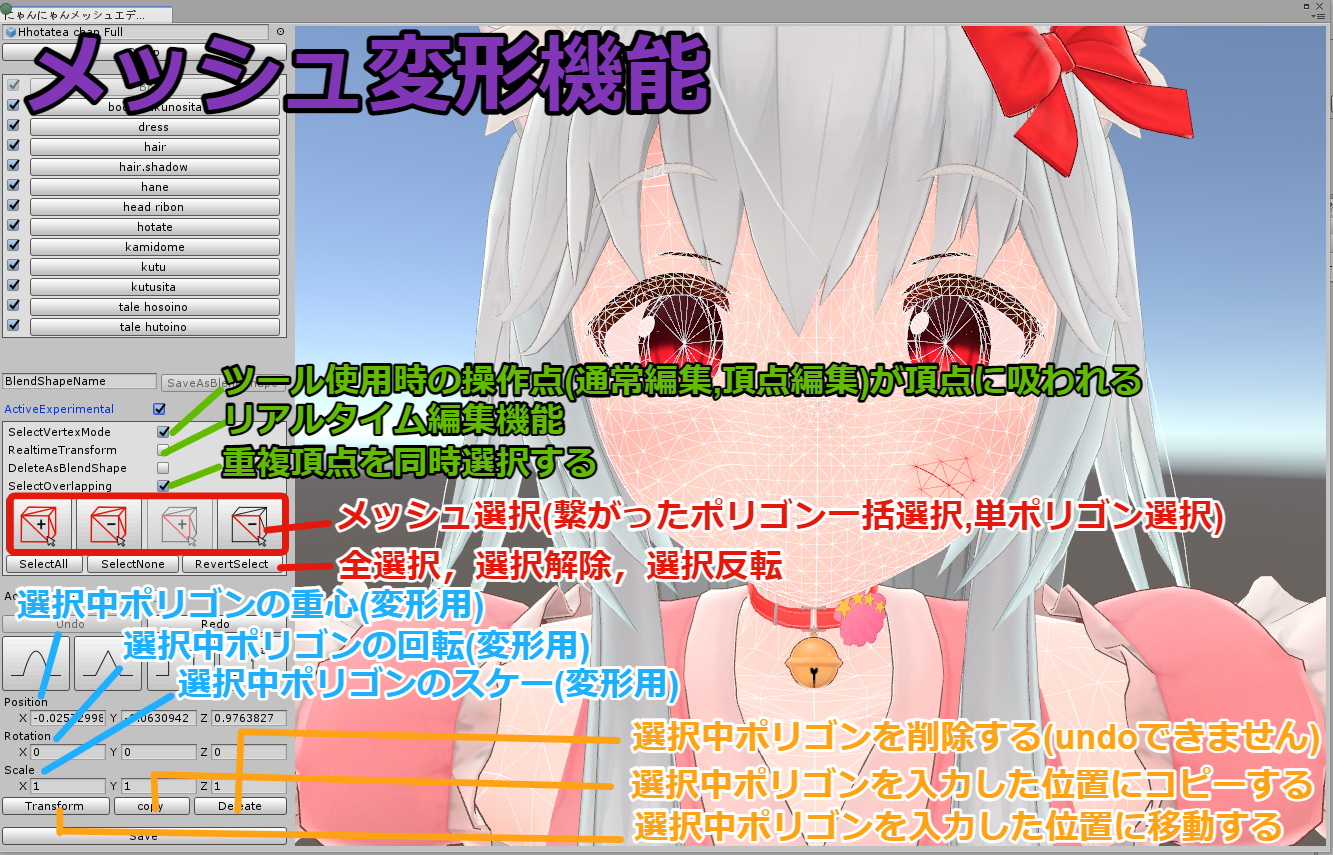 にゃんにゃんメッシュエデ...
Hhotatea chan Full
メッシュ変形機能
dress
hair
hair.shadow
hane
head ribon
hotate
kamidome
kutu
kutusita
tale hosoino
tale hutoino
BlendShapeName
ツール使用時の操作点(通常編集,頂点編集)が頂点に吸われる
ActiveExperimental
リアルタイム編集機能
SelectVertexMode
RealtimeTransform
重複頂点を同時選択する
DeleteAsBlendShape
SelectOverlapping
メッシュ選択(繋がったポリゴン一括選択,単ポリゴン選択)
SelectAll
SelectNone
RevertSelect
全選択，選択解除，選択反転
選択中ポリゴンの重心(変形用)
Undo
Redo
選択中ポリゴンの回転(変形用)
選択中ポリゴンのスケー(変形用)
Position
X
Y
Z 0.9763827
Rotation
X 0
Y 0
Z 0
選択中ポリゴンを削除する(undoできません)
Scale
X 1
Y 1
Z 1
選択中ポリゴンを入力した位置にコピーする
Transform
copy
選択中ポリゴンを入力した位置に移動する
Save